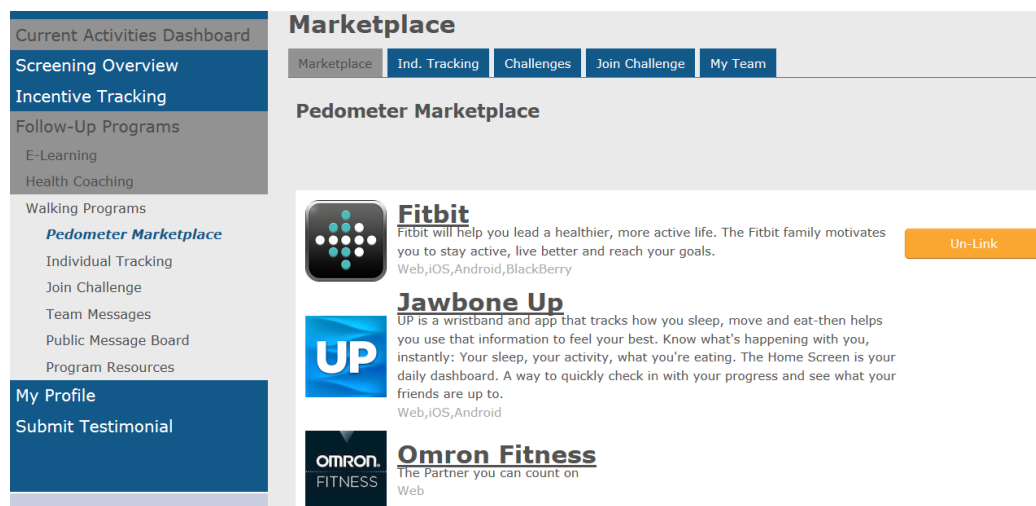 Current Activities Dashboard
Screening Overview
Incentive Tracking
Follow-Up Programs
E-Learning
Health Coaching
Walking Programs
Pedometer Marketplace
Individual Tracking
Join Challenge
Team Messages
Public Message Board
Program Resources
My Profile
Submit Testimonial
Marketplace
Marketplace Ind. Tracking Challenges Join Challenge My Team
Pedometer Marketplace
Fitbit
Fitbit will help you lead a healthier, more active life. The Fitbit family motivates
you to stay active, live better and reach your goals.
Web,iOS,Android,BlackBerry
Un-Link
UP
Jawbone Up
UP is a wristband and app that tracks how you sleep, move and eat-then helps
you use that information to feel your best. Know what's happening with you,
instantly: Your sleep, your activity, what you're eating. The Home Screen is your
daily dashboard. A way to quickly check in with your progress and see what your
friends are up to.
Web,iOS,Android
OMRON.
FITNESS
Omron Fitness
The Partner you can count on
Web